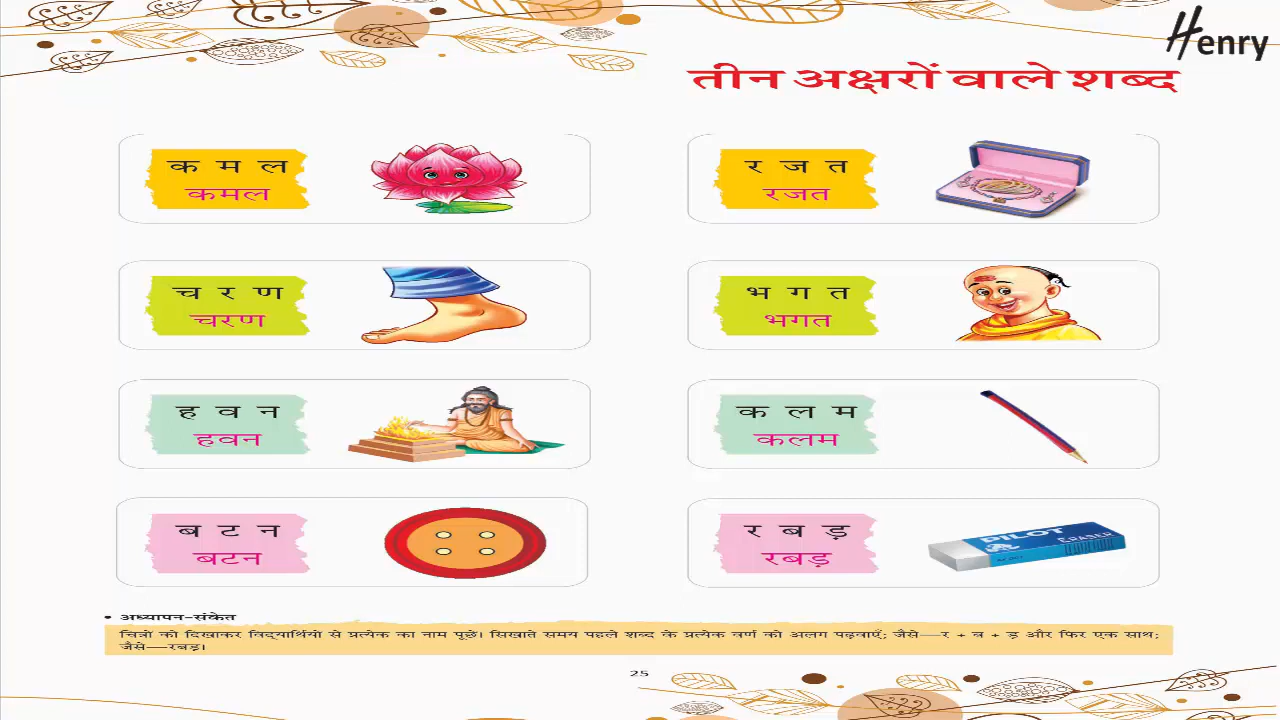 Henry
तीन अक्षरों वाले शब्द
क म ल
कमल
र ज त
रजत
च र ण
चरण
भ ग त
भगत
ह व न
हवन
क ल म
कलम
ब ट न
बटन
र ब ड़
रबड़
PILOT
ERASER
• अध्यापन-संकेत
चित्रों को दिखाकर विद्यार्थियों से प्रत्येक का नाम पूछें। सिखाते समय पहले शब्द के प्रत्येक वर्ण को अलग पढ़वाएँ; जैसे—र + ब + ड़ और फिर एक साथ;
जैसे—रबड़।
25